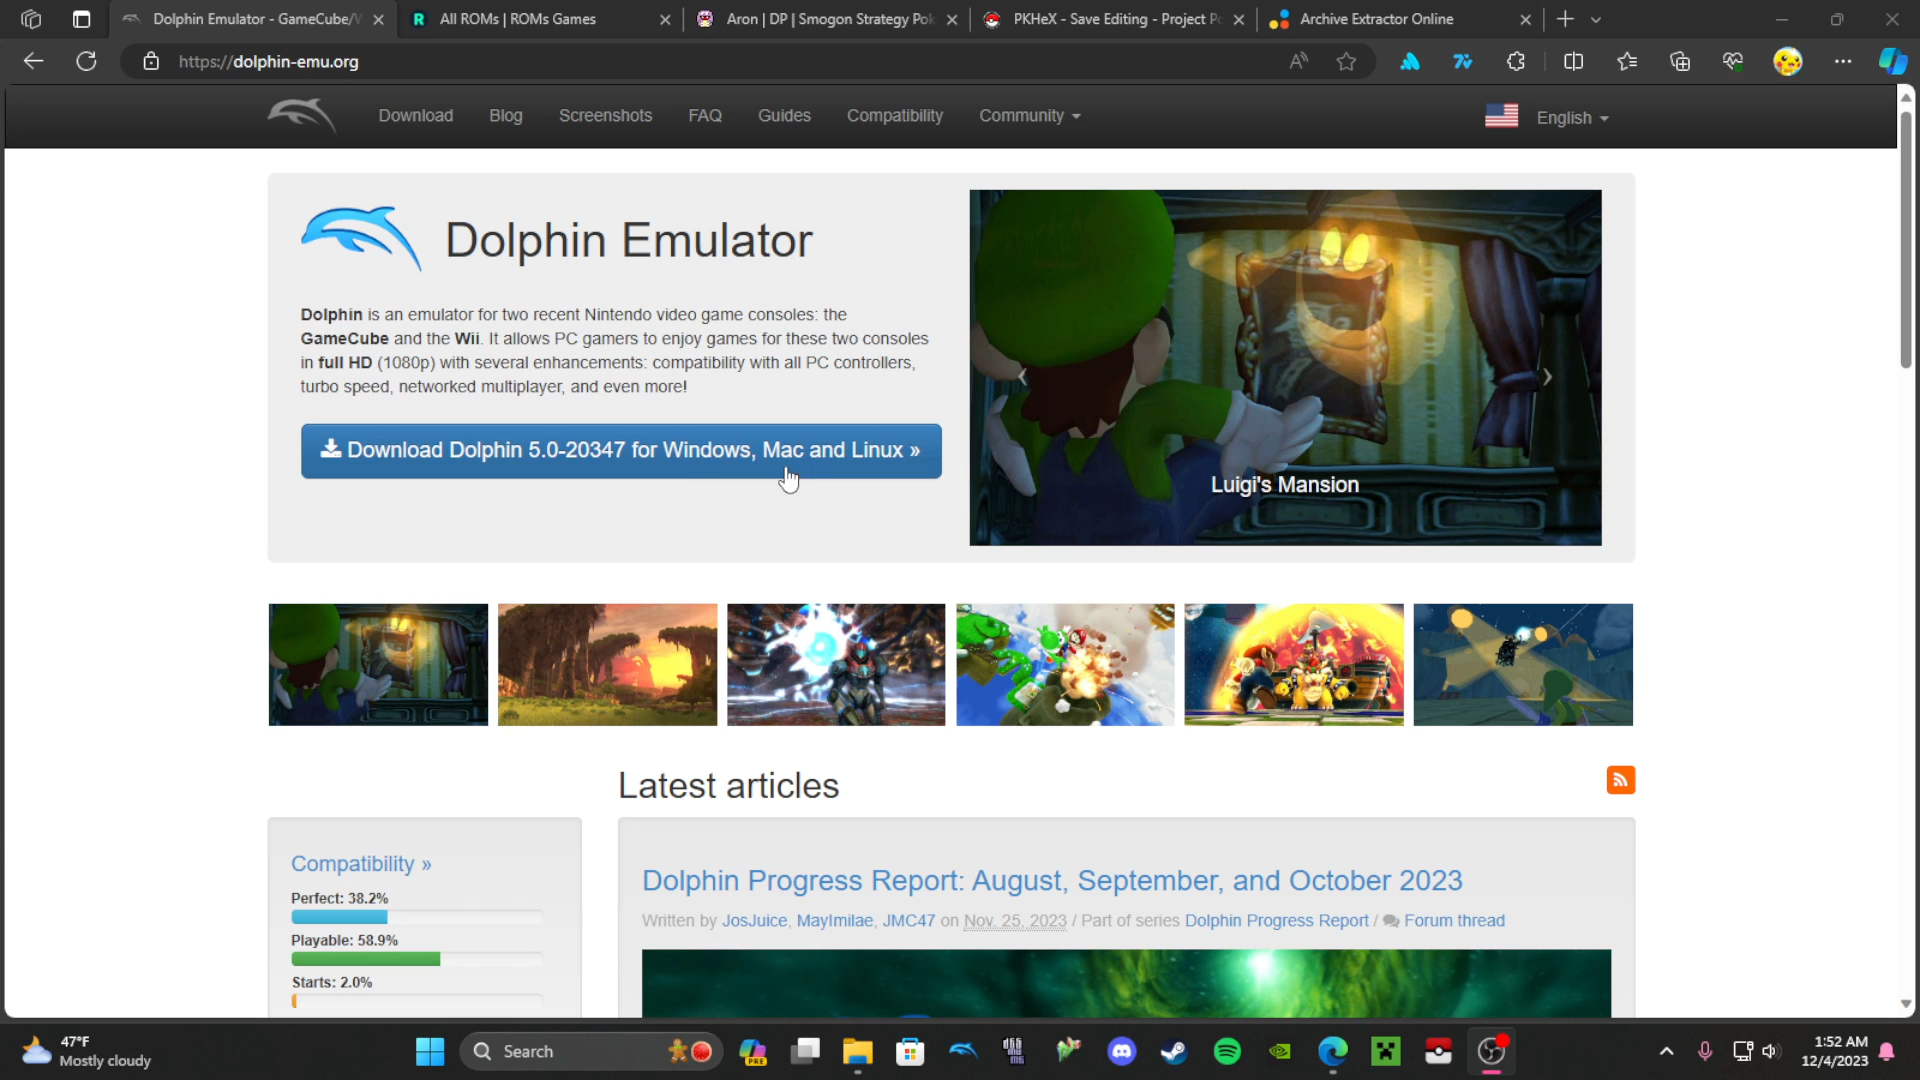 Dolphin Emulator - GameCube/W
All ROMs | ROMs Games
Aron | DP | Smogon Strategy Pok
PKHeX - Save Editing - Project Po
Archive Extractor Online
https://dolphin-emu.org
Download
Blog
Screenshots
FAQ
Guides
Compatibility
Community
English
Dolphin Emulator
Dolphin is an emulator for two recent Nintendo video game consoles: the
GameCube and the Wii. It allows PC gamers to enjoy games for these two consoles
in full HD (1080p) with several enhancements: compatibility with all PC controllers,
turbo speed, networked multiplayer, and even more!
Download Dolphin 5.0-20347 for Windows, Mac and Linux »
Luigi's Mansion
Latest articles
Compatibility »
Perfect: 38.2%
Playable: 58.9%
Starts: 2.0%
Dolphin Progress Report: August, September, and October 2023
Written by JosJuice, MayImilae, JMC47 on Nov. 25, 2023 / Part of series Dolphin Progress Report / Forum thread
47°F
Mostly cloudy
Search
PRE
1:52 AM
12/4/2023